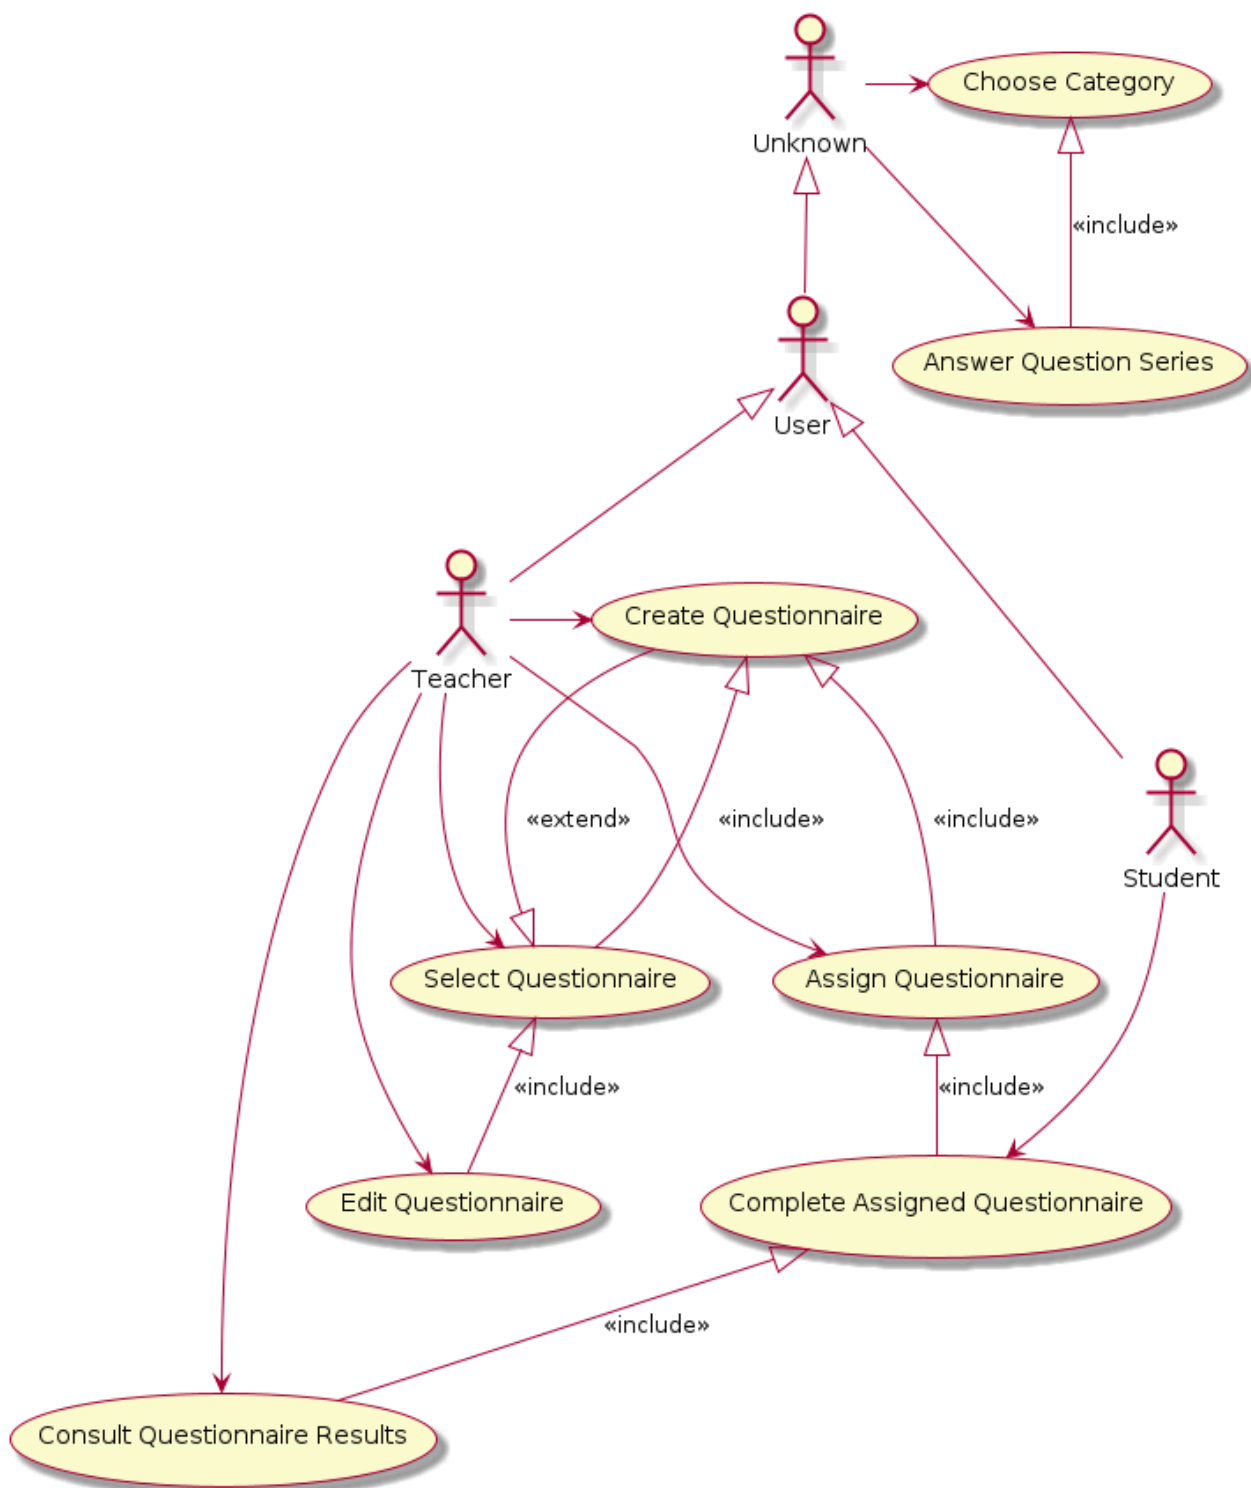 Choose Category
Unknown
«include»
Answer Question Series
User
Create Questionnaire
Teacher
«extend»
«include»
«include»
Student
Select Questionnaire
Assign Questionnaire
«include»
«include»
Edit Questionnaire
Complete Assigned Questionnaire
«include»
Consult Questionnaire Results